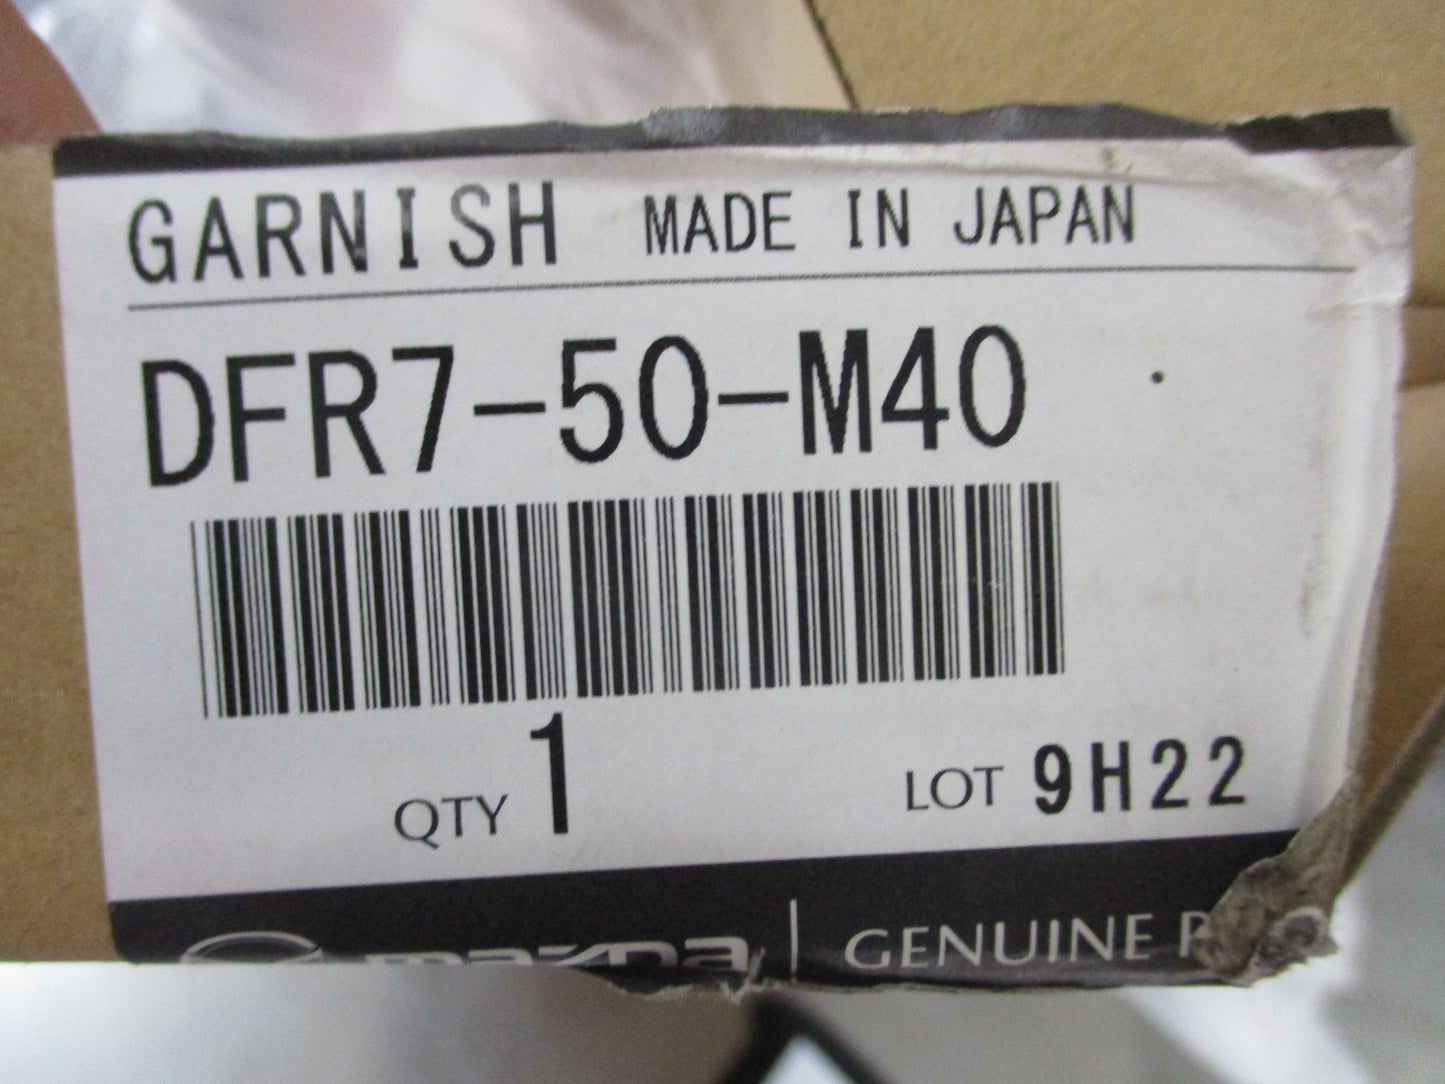 GARNISH MADE IN JAPAN
DFR7-50-M40
QTY 1 LOT 9H22
mazda | GENUINE